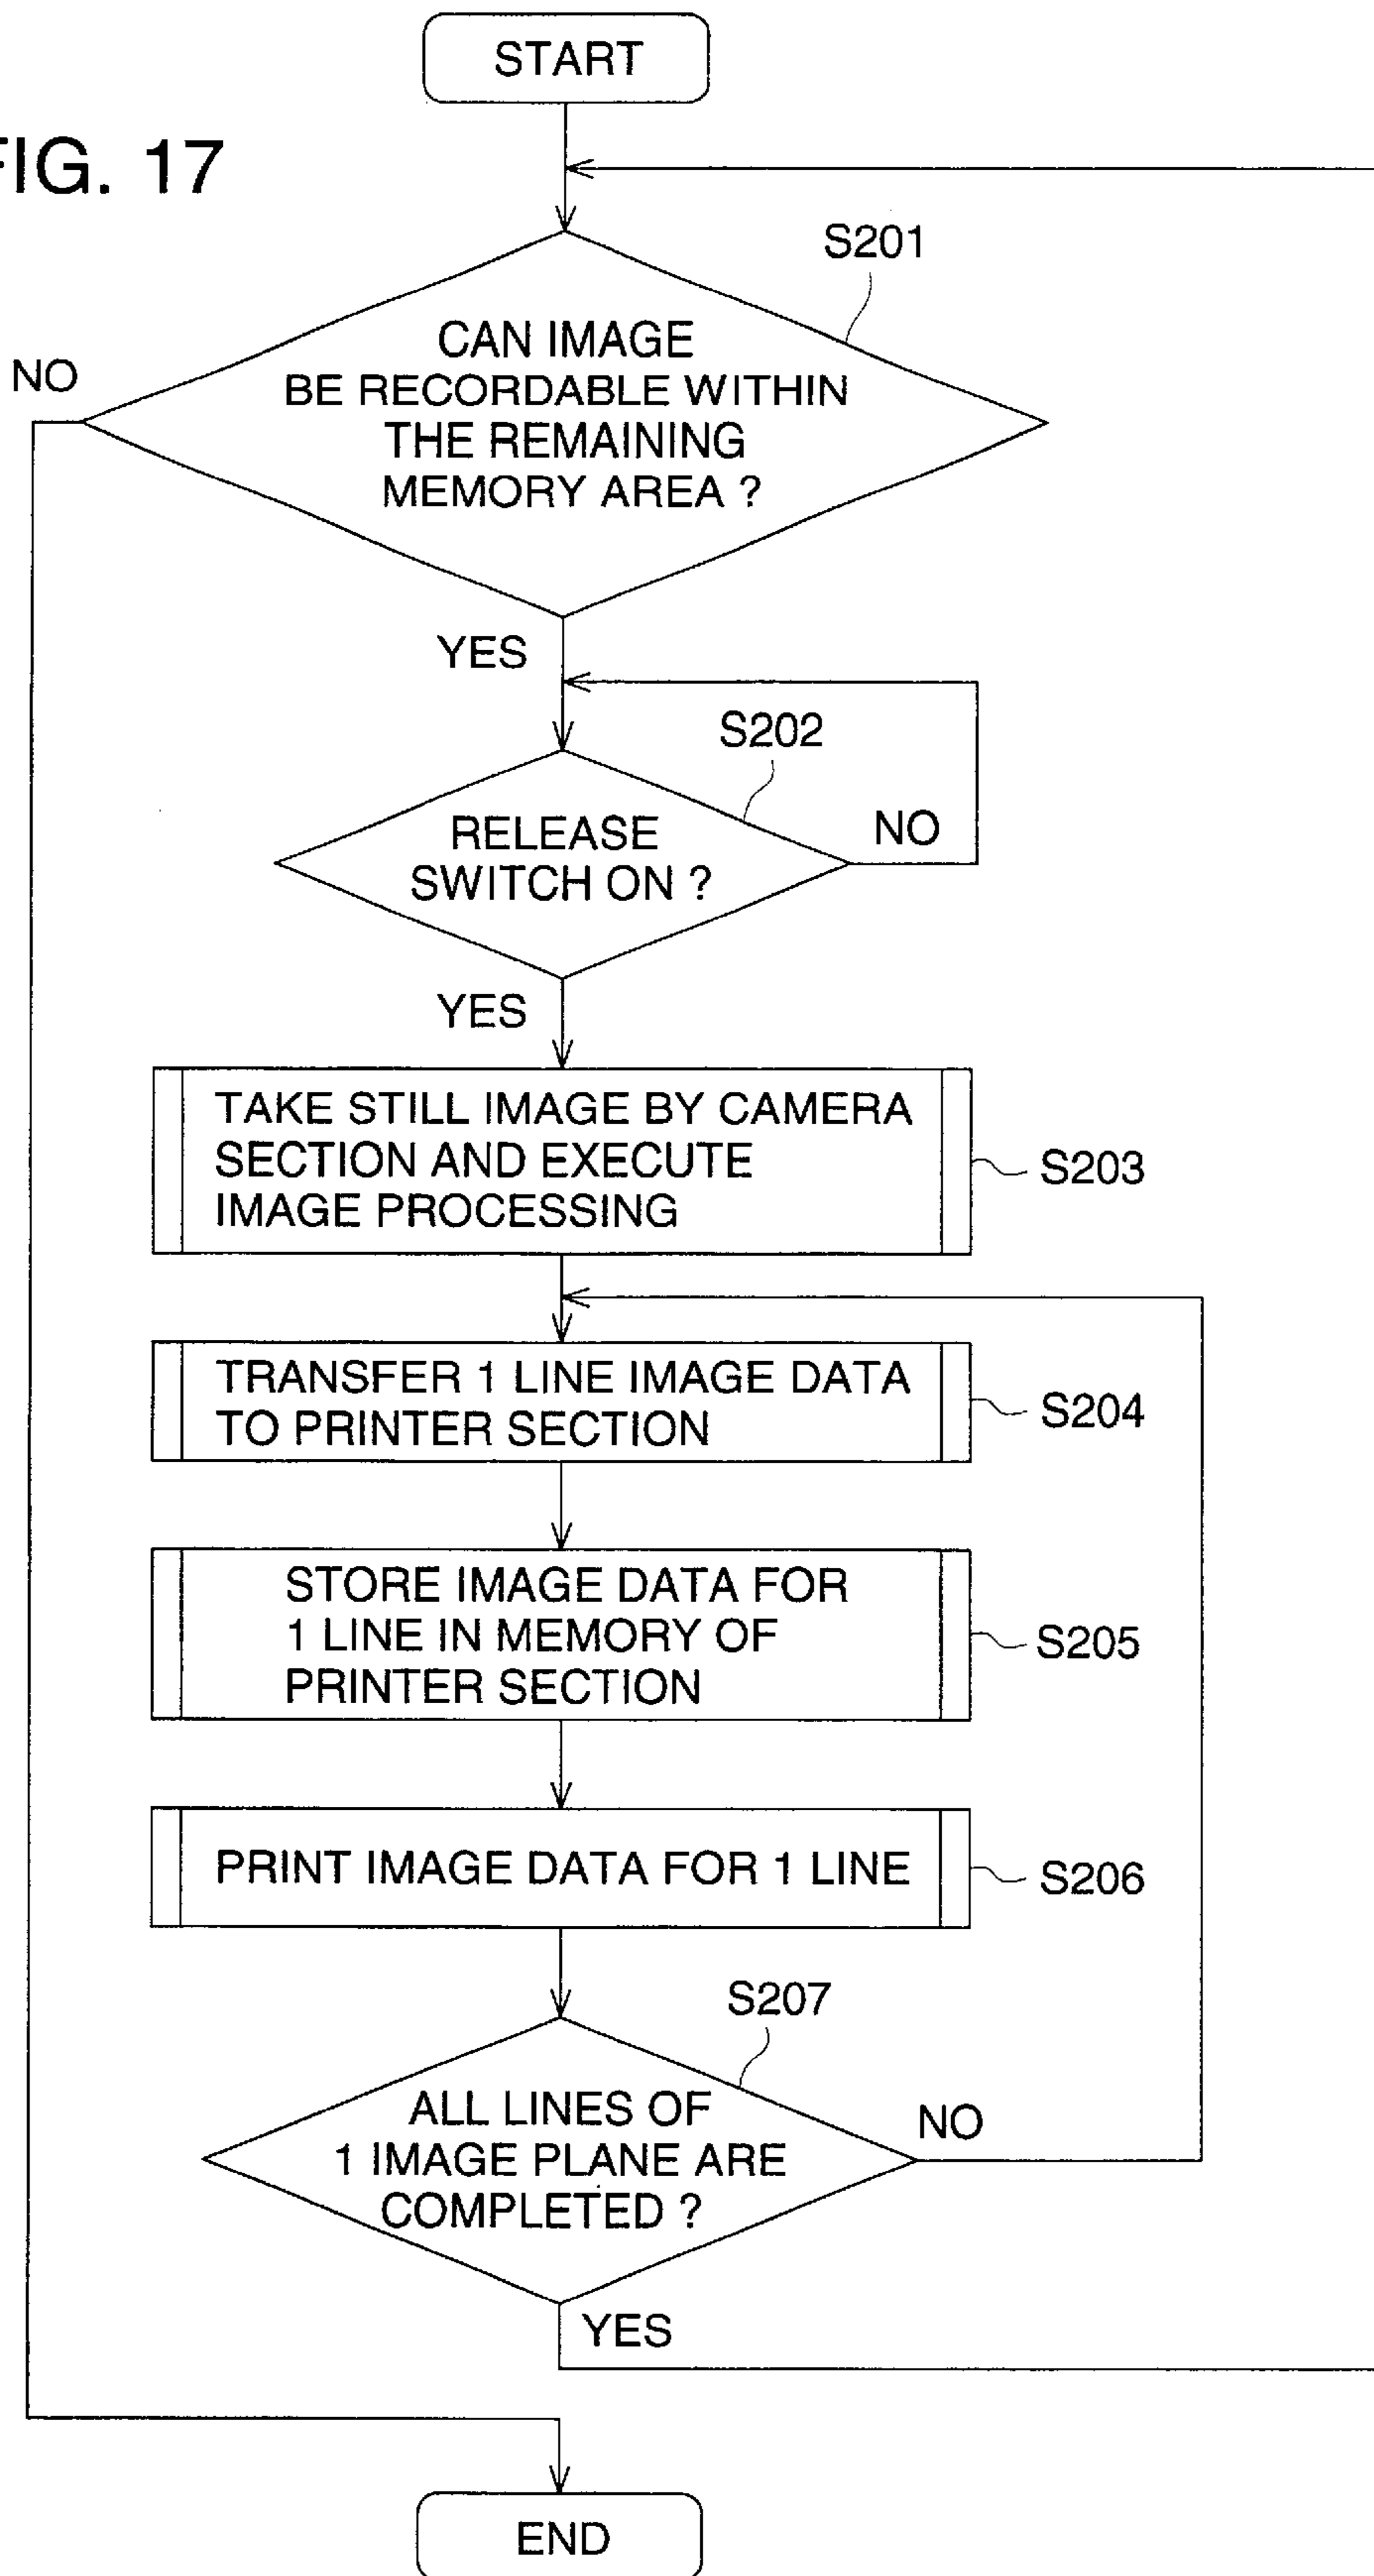 START
FIG. 17
S201
CAN IMAGE
BE RECORDABLE WITHIN
THE REMAINING
MEMORY AREA ?
NO
YES
S202
RELEASE
SWITCH ON ?
NO
YES
TAKE STILL IMAGE BY CAMERA
SECTION AND EXECUTE
IMAGE PROCESSING
S203
TRANSFER 1 LINE IMAGE DATA
TO PRINTER SECTION
S204
STORE IMAGE DATA FOR
1 LINE IN MEMORY OF
PRINTER SECTION
S205
PRINT IMAGE DATA FOR 1 LINE
S206
S207
ALL LINES OF
1 IMAGE PLANE ARE
COMPLETED ?
NO
YES
END